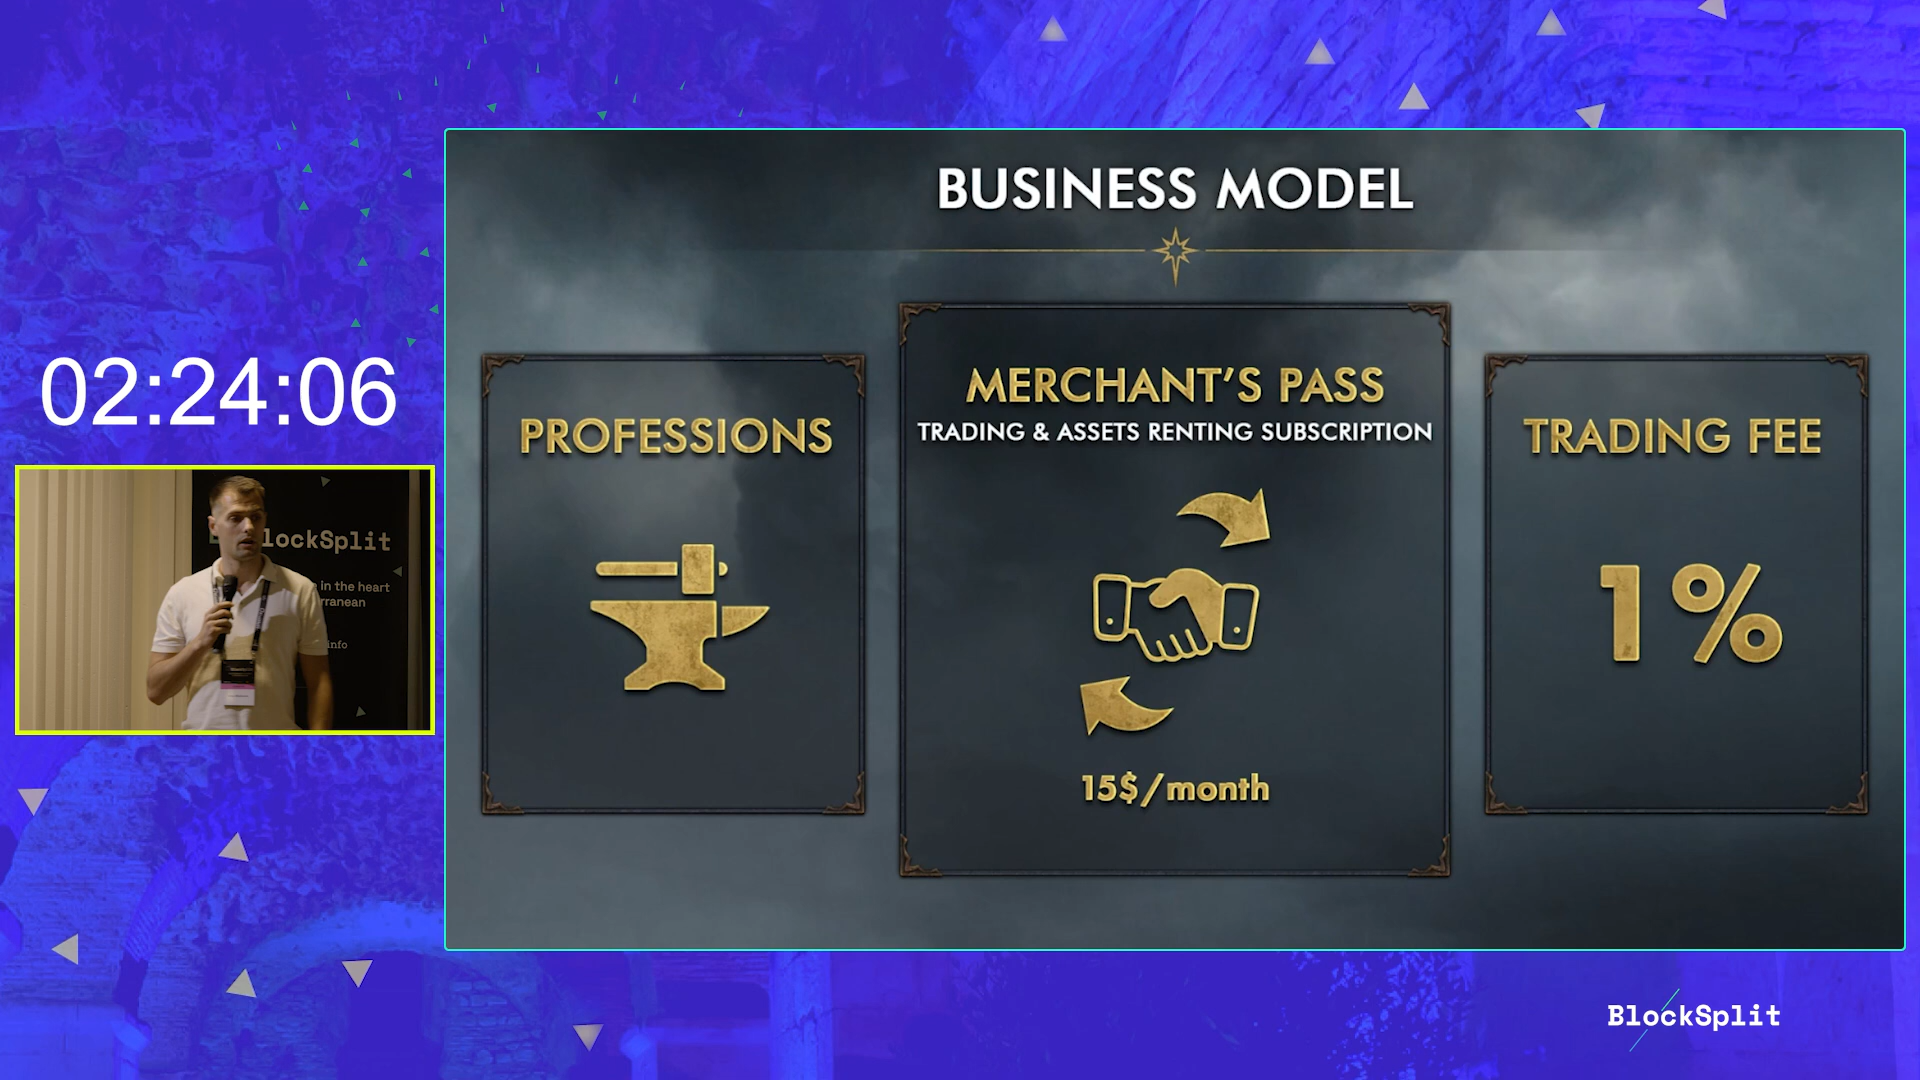 BUSINESS MODEL
PROFESSIONS
MERCHANT'S PASS
TRADING & ASSETS RENTING SUBSCRIPTION
15$/month
TRADING FEE
1%
02:24:06
lockSplit
in the heart
rranean
info
BlockSplit